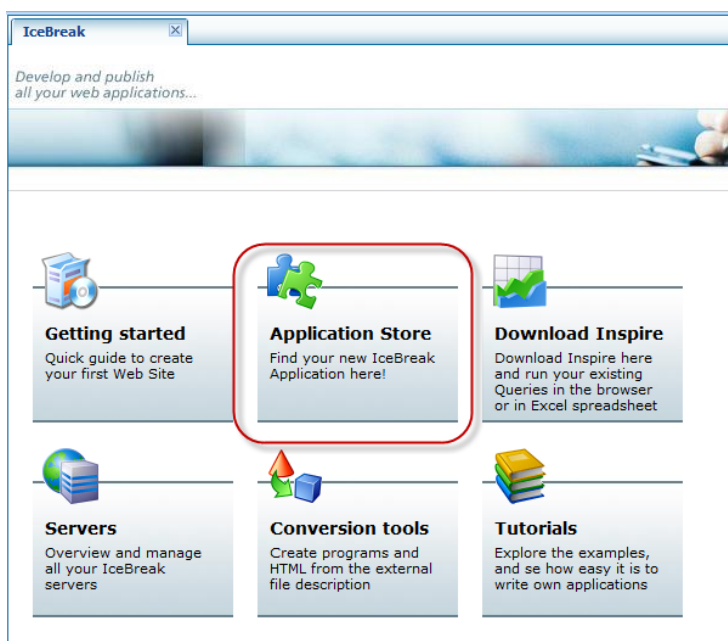 IceBreak
Develop and publish
all your web applications...
Getting started
Quick guide to create
your first Web Site
Application Store
Find your new IceBreak
Application here!
Download Inspire
Download Inspire here
and run your existing
Queries in the browser
or in Excel spreadsheet
Servers
Overview and manage
all your IceBreak
servers
Conversion tools
Create programs and
HTML from the external
file description
Tutorials
Explore the examples,
and se how easy it is to
write own applications